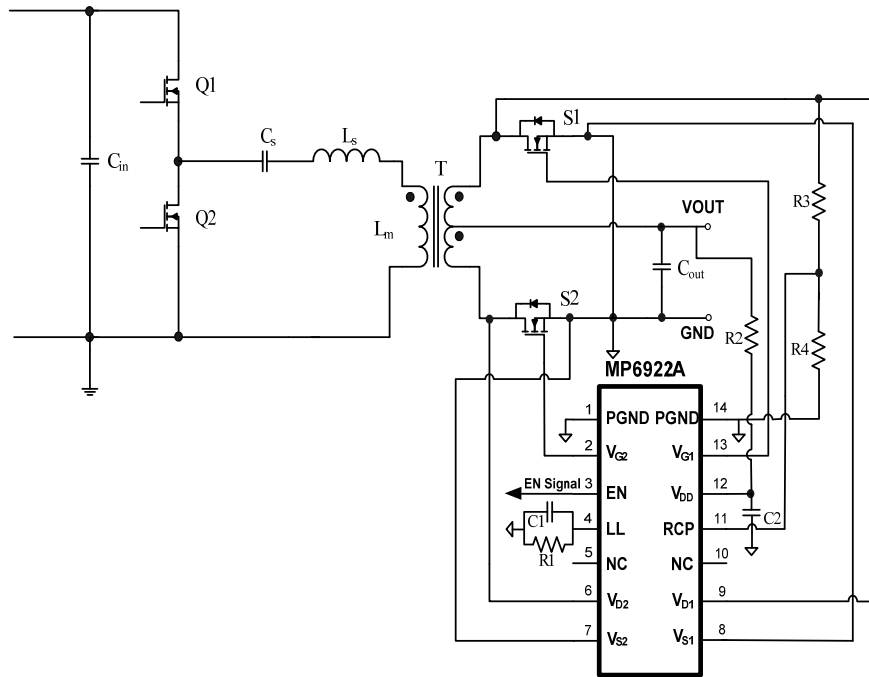 Q1
S1
Cs
Ls
T
R3
Cin
VOUT
Q2
Lm
Cout
S2
GND
R2
R4
MP6922A
1 PGND PGND 14
2 VG2 VG1 13
EN Signal 3 EN VDD 12
C1 4 LL RCP 11 C2
R1 5 NC NC 10
6 VD2 VD1 9
7 VS2 VS1 8